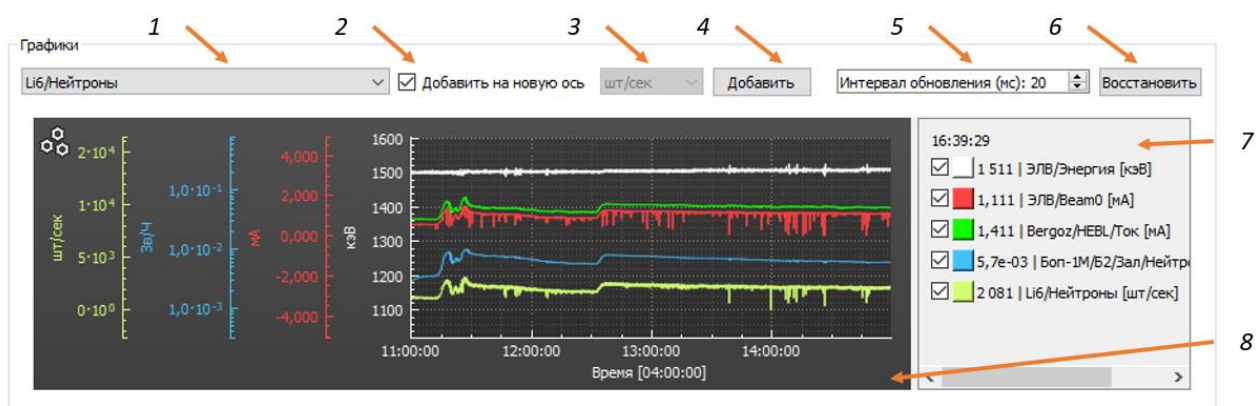 1 2 3 4 5 6
Графики
Li6/Нейтроны Добавить на новую ось шт/сек Добавить Интервал обновления (мс): 20 Восстановить
7
16:39:29
1 511 | ЭЛВ/Энергия [кэВ]
1,111 | ЭЛВ/Beam0 [мА]
1,411 | Bergoz/HEBL/Ток [мА]
5,7e-03 | Боп-1М/Б2/Зал/Нейтр
2 081 | Li6/Нейтроны [шт/сек]
8
шт/сек
2·10⁴
1·10⁴
5·10³
0·10⁰
Зв/Ч
1,0·10⁻¹
1,0·10⁻²
1,0·10⁻³
мА
4,000
2,000
0,000
-2,000
-4,000
кэВ
1600
1500
1400
1300
1200
1100
11:00:00 12:00:00 13:00:00 14:00:00
Время [04:00:00]